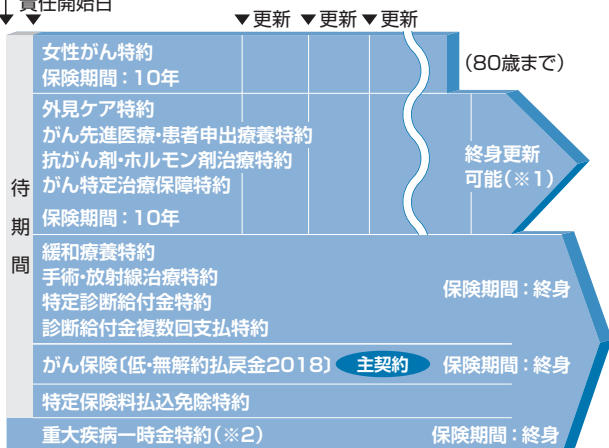 責任開始日
▼更新 ▼更新 ▼更新
女性がん特約
保険期間：10年
(80歳まで)
外見ケア特約
がん先進医療・患者申出療養特約
抗がん剤・ホルモン剤治療特約
がん特定治療保障特約
保険期間：10年
終身更新
可能(※1)
待
期
間
緩和療養特約
手術・放射線治療特約
特定診断給付金特約
診断給付金複数回支払特約
保険期間：終身
がん保険〔低・無解約払戻金2018〕 主契約 保険期間：終身
特定保険料払込免除特約
重大疾病一時金特約(※2) 保険期間：終身